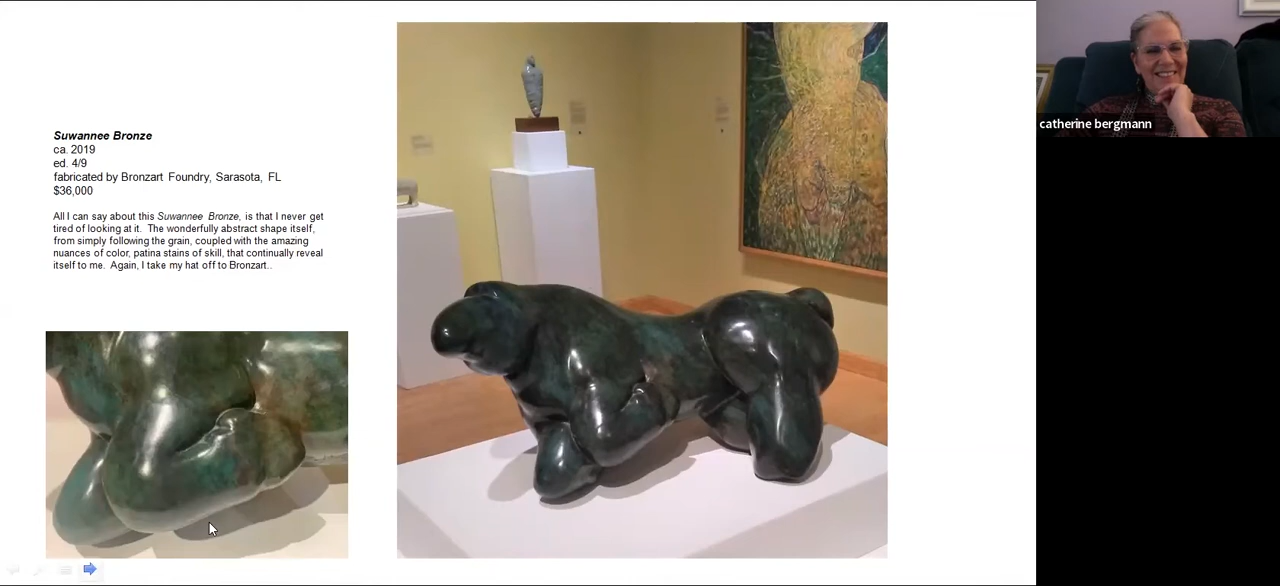 Suwannee Bronze
ca. 2019
ed. 4/9
fabricated by Bronzart Foundry, Sarasota, FL
$36,000
All I can say about this Suwannee Bronze, is that I never get
tired of looking at it. The wonderfully abstract shape itself,
from simply following the grain, coupled with the amazing
nuances of color, patina stains of skill, that continually reveal
itself to me. Again, I take my hat off to Bronzart..
catherine bergmann